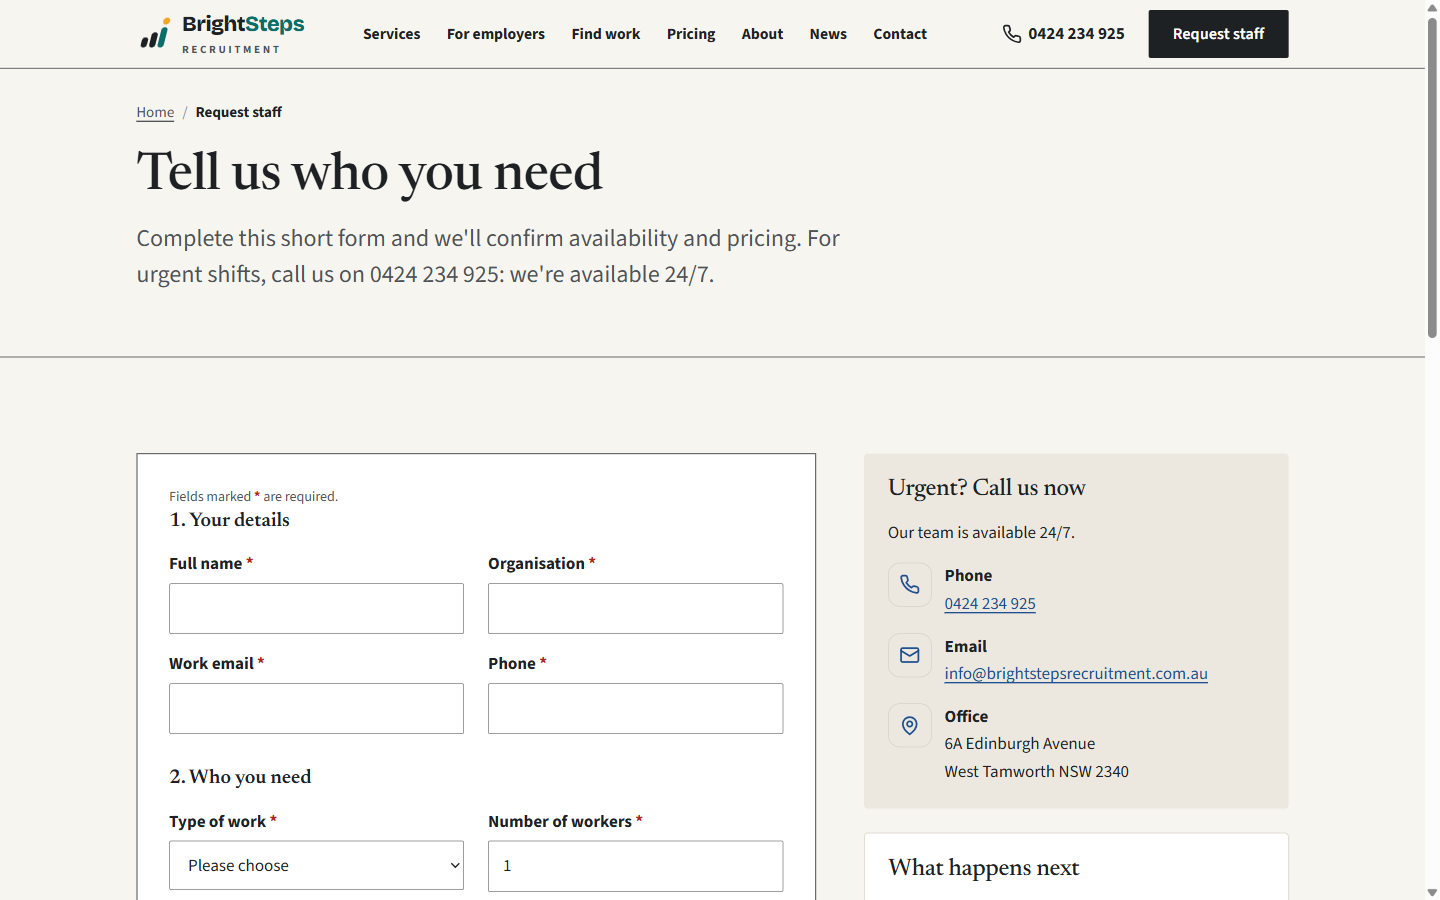 BrightSteps
RECRUITMENT
Services
For employers
Find work
Pricing
About
News
Contact
0424 234 925
Request staff
Home / Request staff
Tell us who you need
Complete this short form and we'll confirm availability and pricing. For
urgent shifts, call us on 0424 234 925: we're available 24/7.
Fields marked * are required.
1. Your details
Full name *
Organisation *
Work email *
Phone *
2. Who you need
Type of work *
Number of workers *
Please choose
1
Urgent? Call us now
Our team is available 24/7.
Phone
0424 234 925
Email
info@brightstepsrecruitment.com.au
Office
6A Edinburgh Avenue
West Tamworth NSW 2340
What happens next